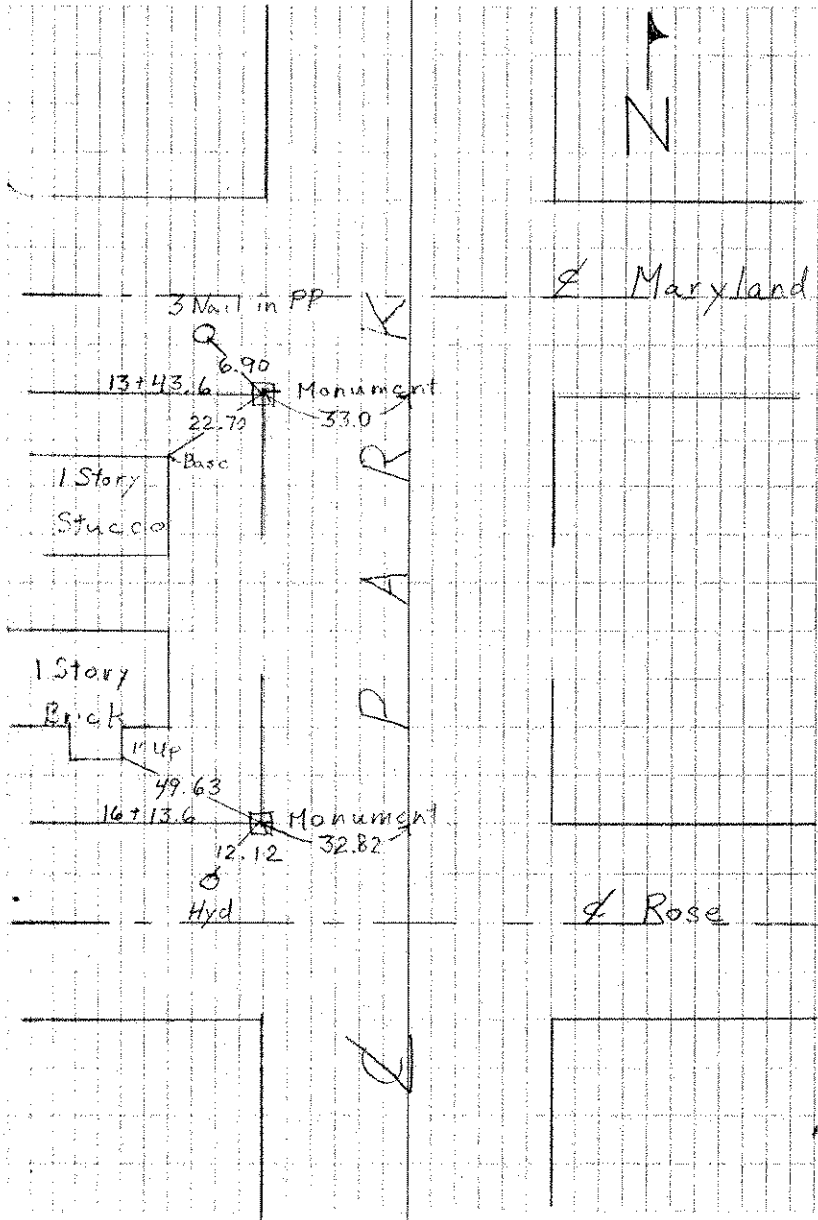 N
℄ Maryland
3 Nail in PP
6.90
13+43.6
Monument
33.0
22.70
Base
1 Story
Stucco
℄ PARK
1 Story
Brick
1" Up
49.63
16+13.6
Monument
32.82
12.12
Hyd
℄ Rose